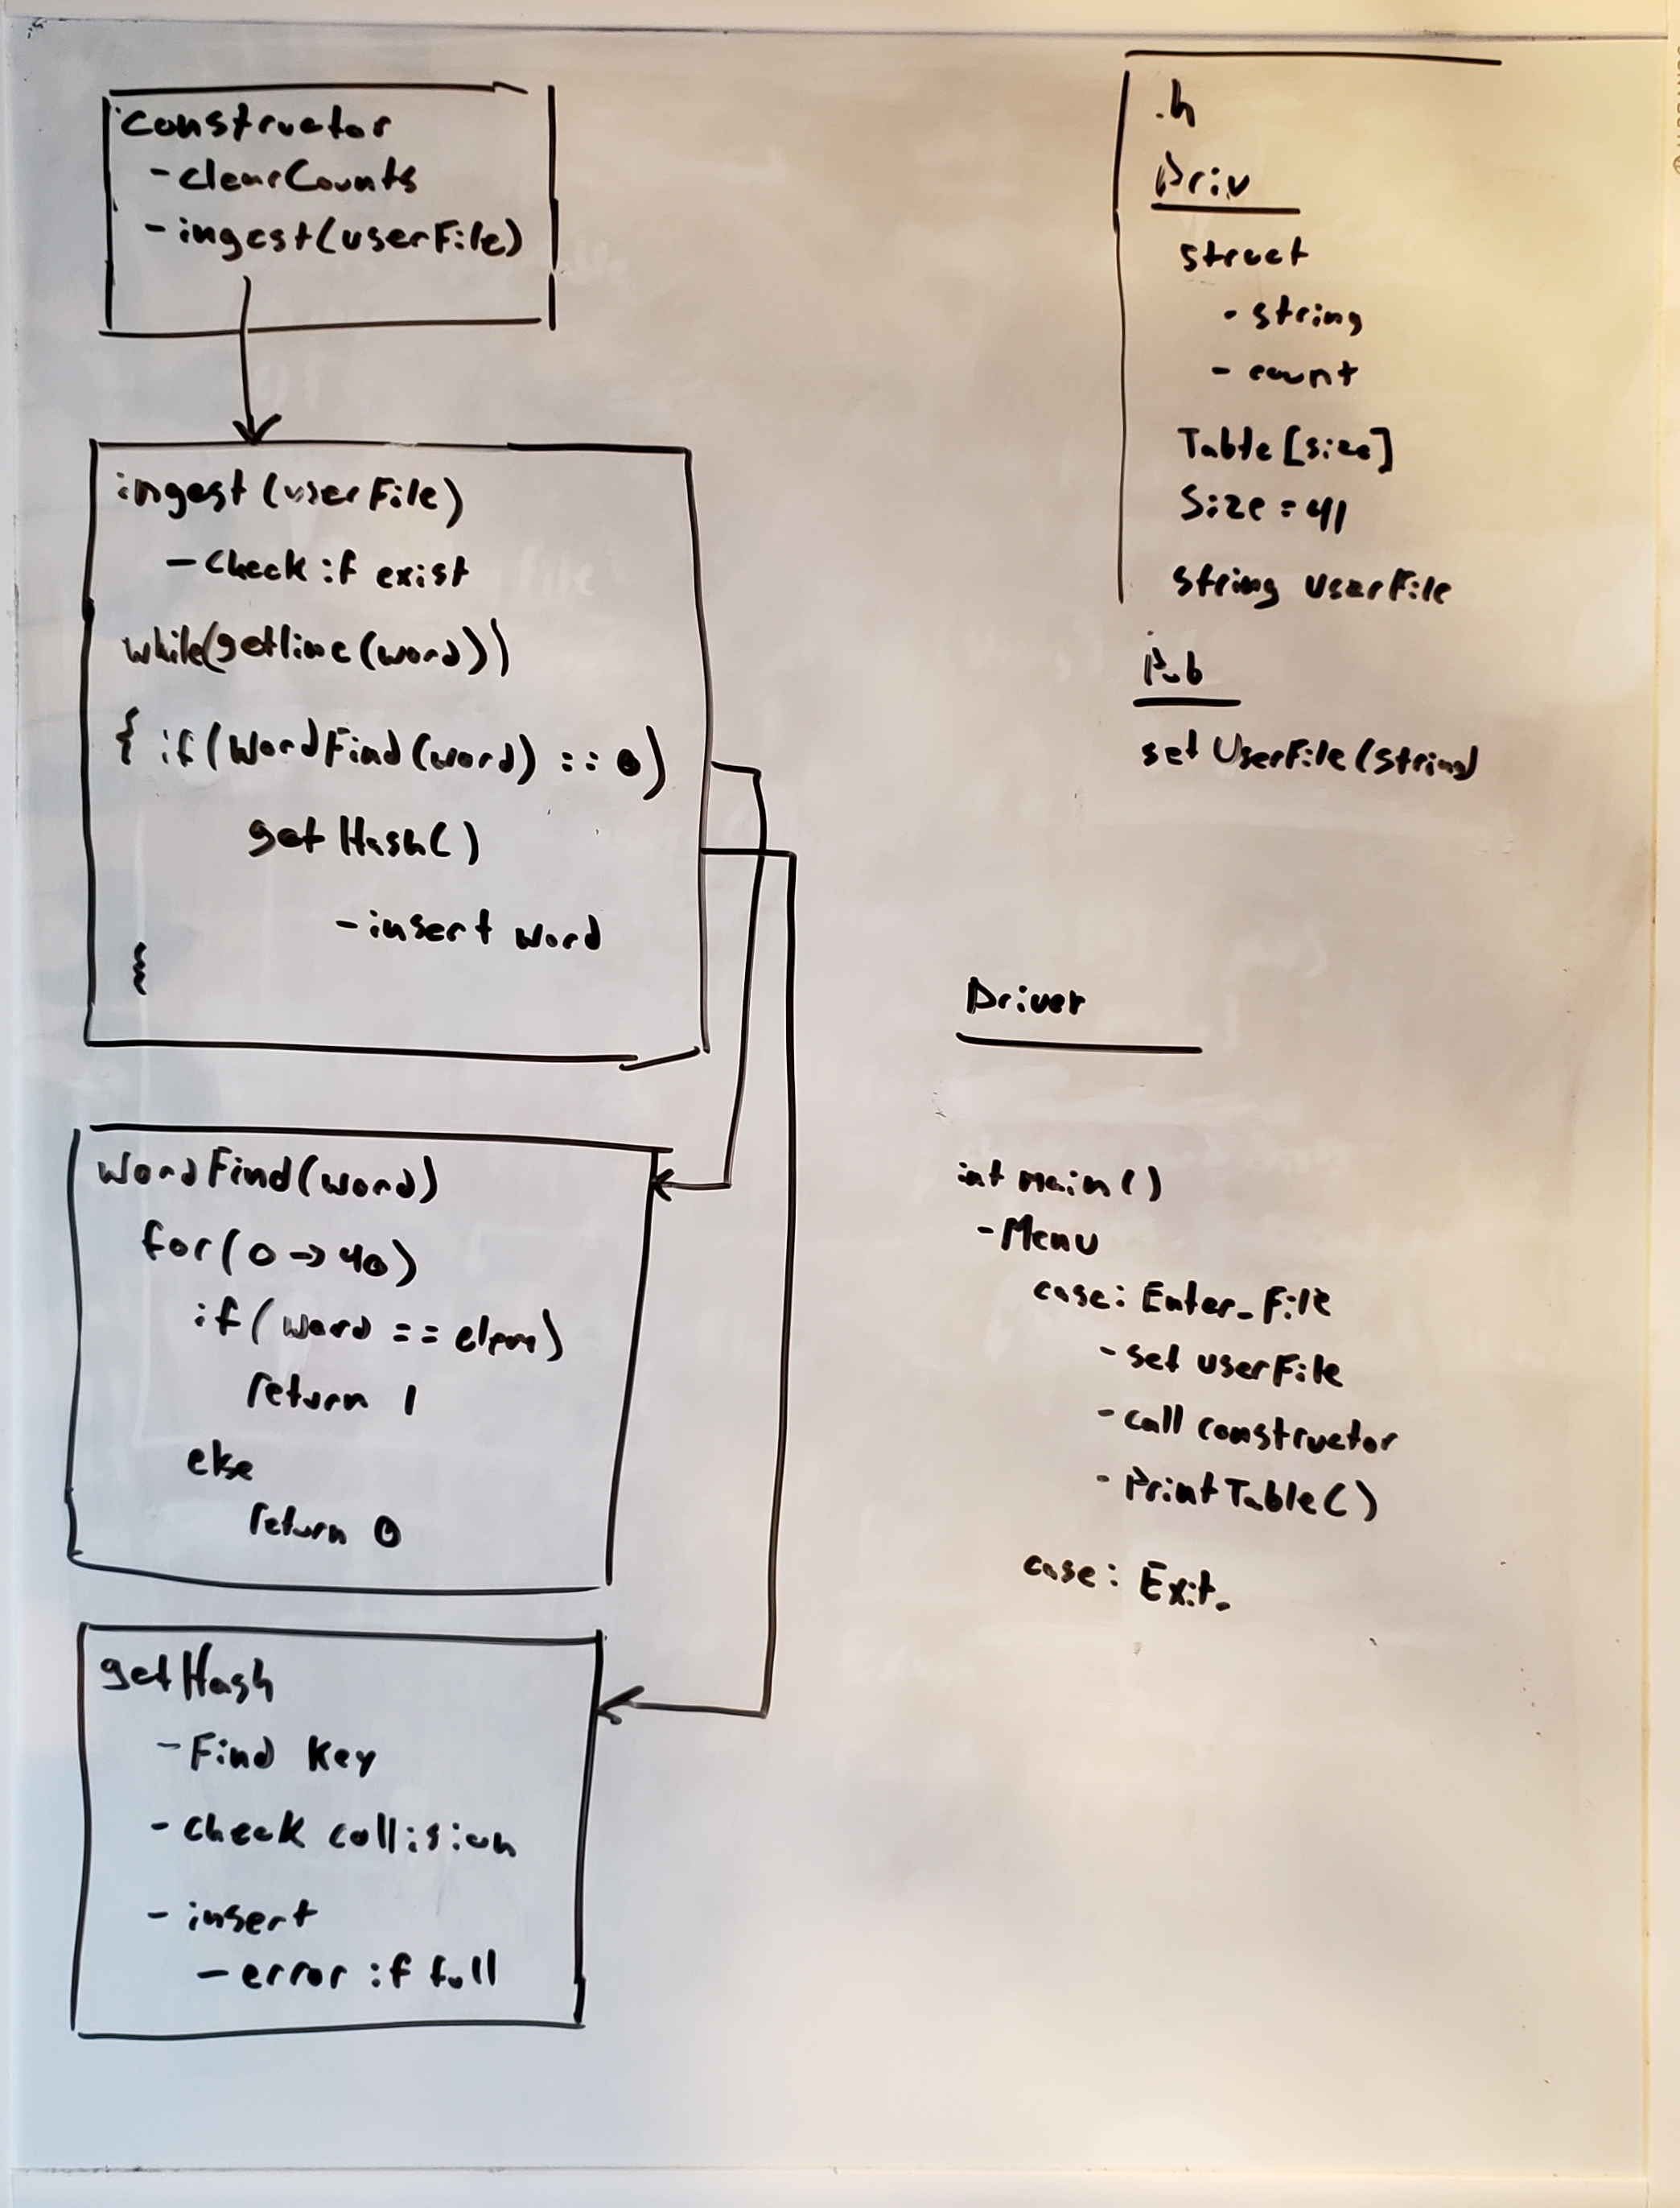 constructor
- clearCounts
- ingest(userFile)
ingest(userFile)
- Check if exist
while(getline(word))
{ if(WordFind(word) == 0)
getHash()
- insert word
}
WordFind(word)
for(0 → 40)
if(word == elem)
return 1
else
return 0
getHash
- Find Key
- Check collision
- insert
- error if full
.h
Priv
struct
- string
- count
Table[size]
Size = 41
string UserFile
Pub
set UserFile(String)
Driver
int main()
- Menu
case: Enter_File
- set userFile
- call constructor
- PrintTable()
case: Exit_